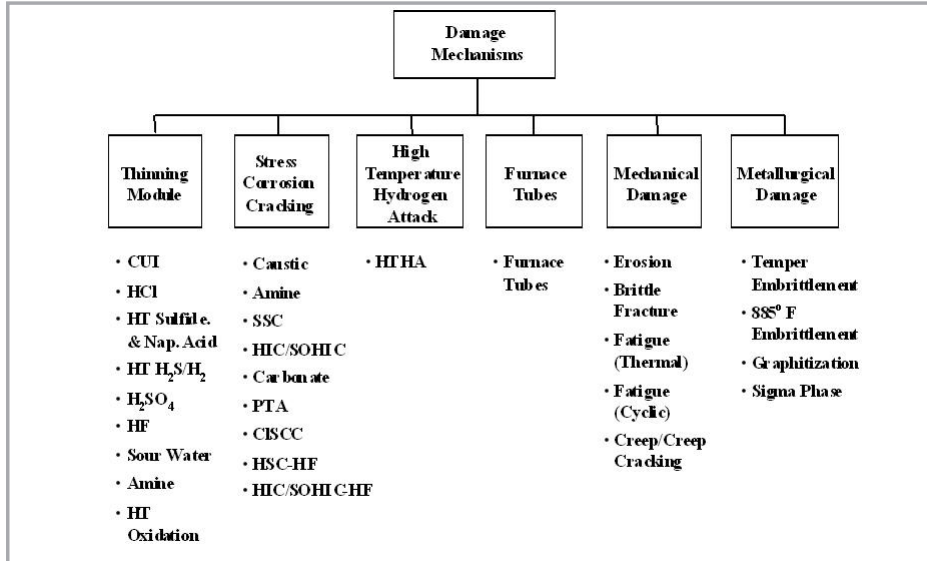 Damage
Mechanisms
Thinning
Module
Stress
Corrosion
Cracking
High
Temperature
Hydrogen
Attack
Furnace
Tubes
Mechanical
Damage
Metallurgical
Damage
· CUI
· HCl
· HT Sulfide.
& Nap. Acid
· HT H₂S/H₂
· H₂SO₄
· HF
· Sour Water
· Amine
· HT
Oxidation
· Caustic
· Amine
· SSC
· HIC/SOHIC
· Carbonate
· PTA
· ClSCC
· HSC-HF
· HIC/SOHIC-HF
· HTHA
· Furnace
Tubes
· Erosion
· Brittle
Fracture
· Fatigue
(Thermal)
· Fatigue
(Cyclic)
· Creep/Creep
Cracking
· Temper
Embrittlement
· 885° F
Embrittlement
· Graphitization
· Sigma Phase